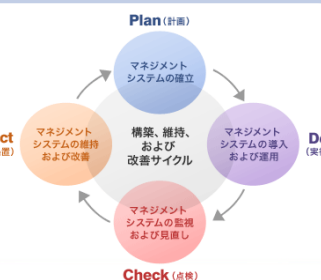 Plan (計画)
マネジメント
システムの確立
マネジメント
システムの維持
および改善
構築、維持、
および
改善サイクル
マネジメント
システムの導入
および運用
マネジメント
システムの監視
および見直し
Check (点検)